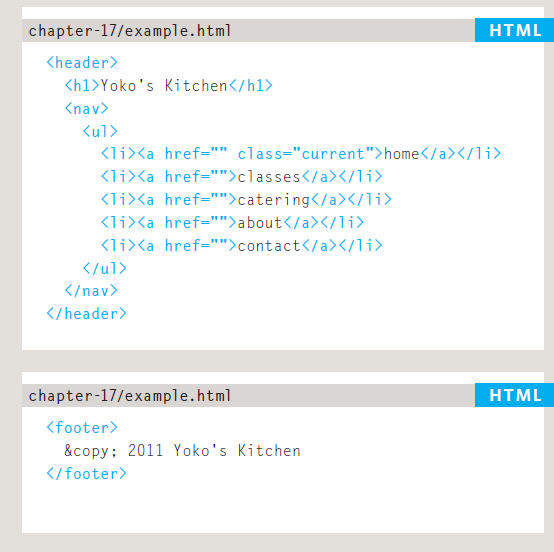 chapter-17/example.html HTML
<header>
<h1>Yoko's Kitchen</h1>
<nav>
<ul>
<li><a href="" class="current">home</a></li>
<li><a href="">classes</a></li>
<li><a href="">catering</a></li>
<li><a href="">about</a></li>
<li><a href="">contact</a></li>
</ul>
</nav>
</header>
chapter-17/example.html HTML
<footer>
&copy; 2011 Yoko's Kitchen
</footer>